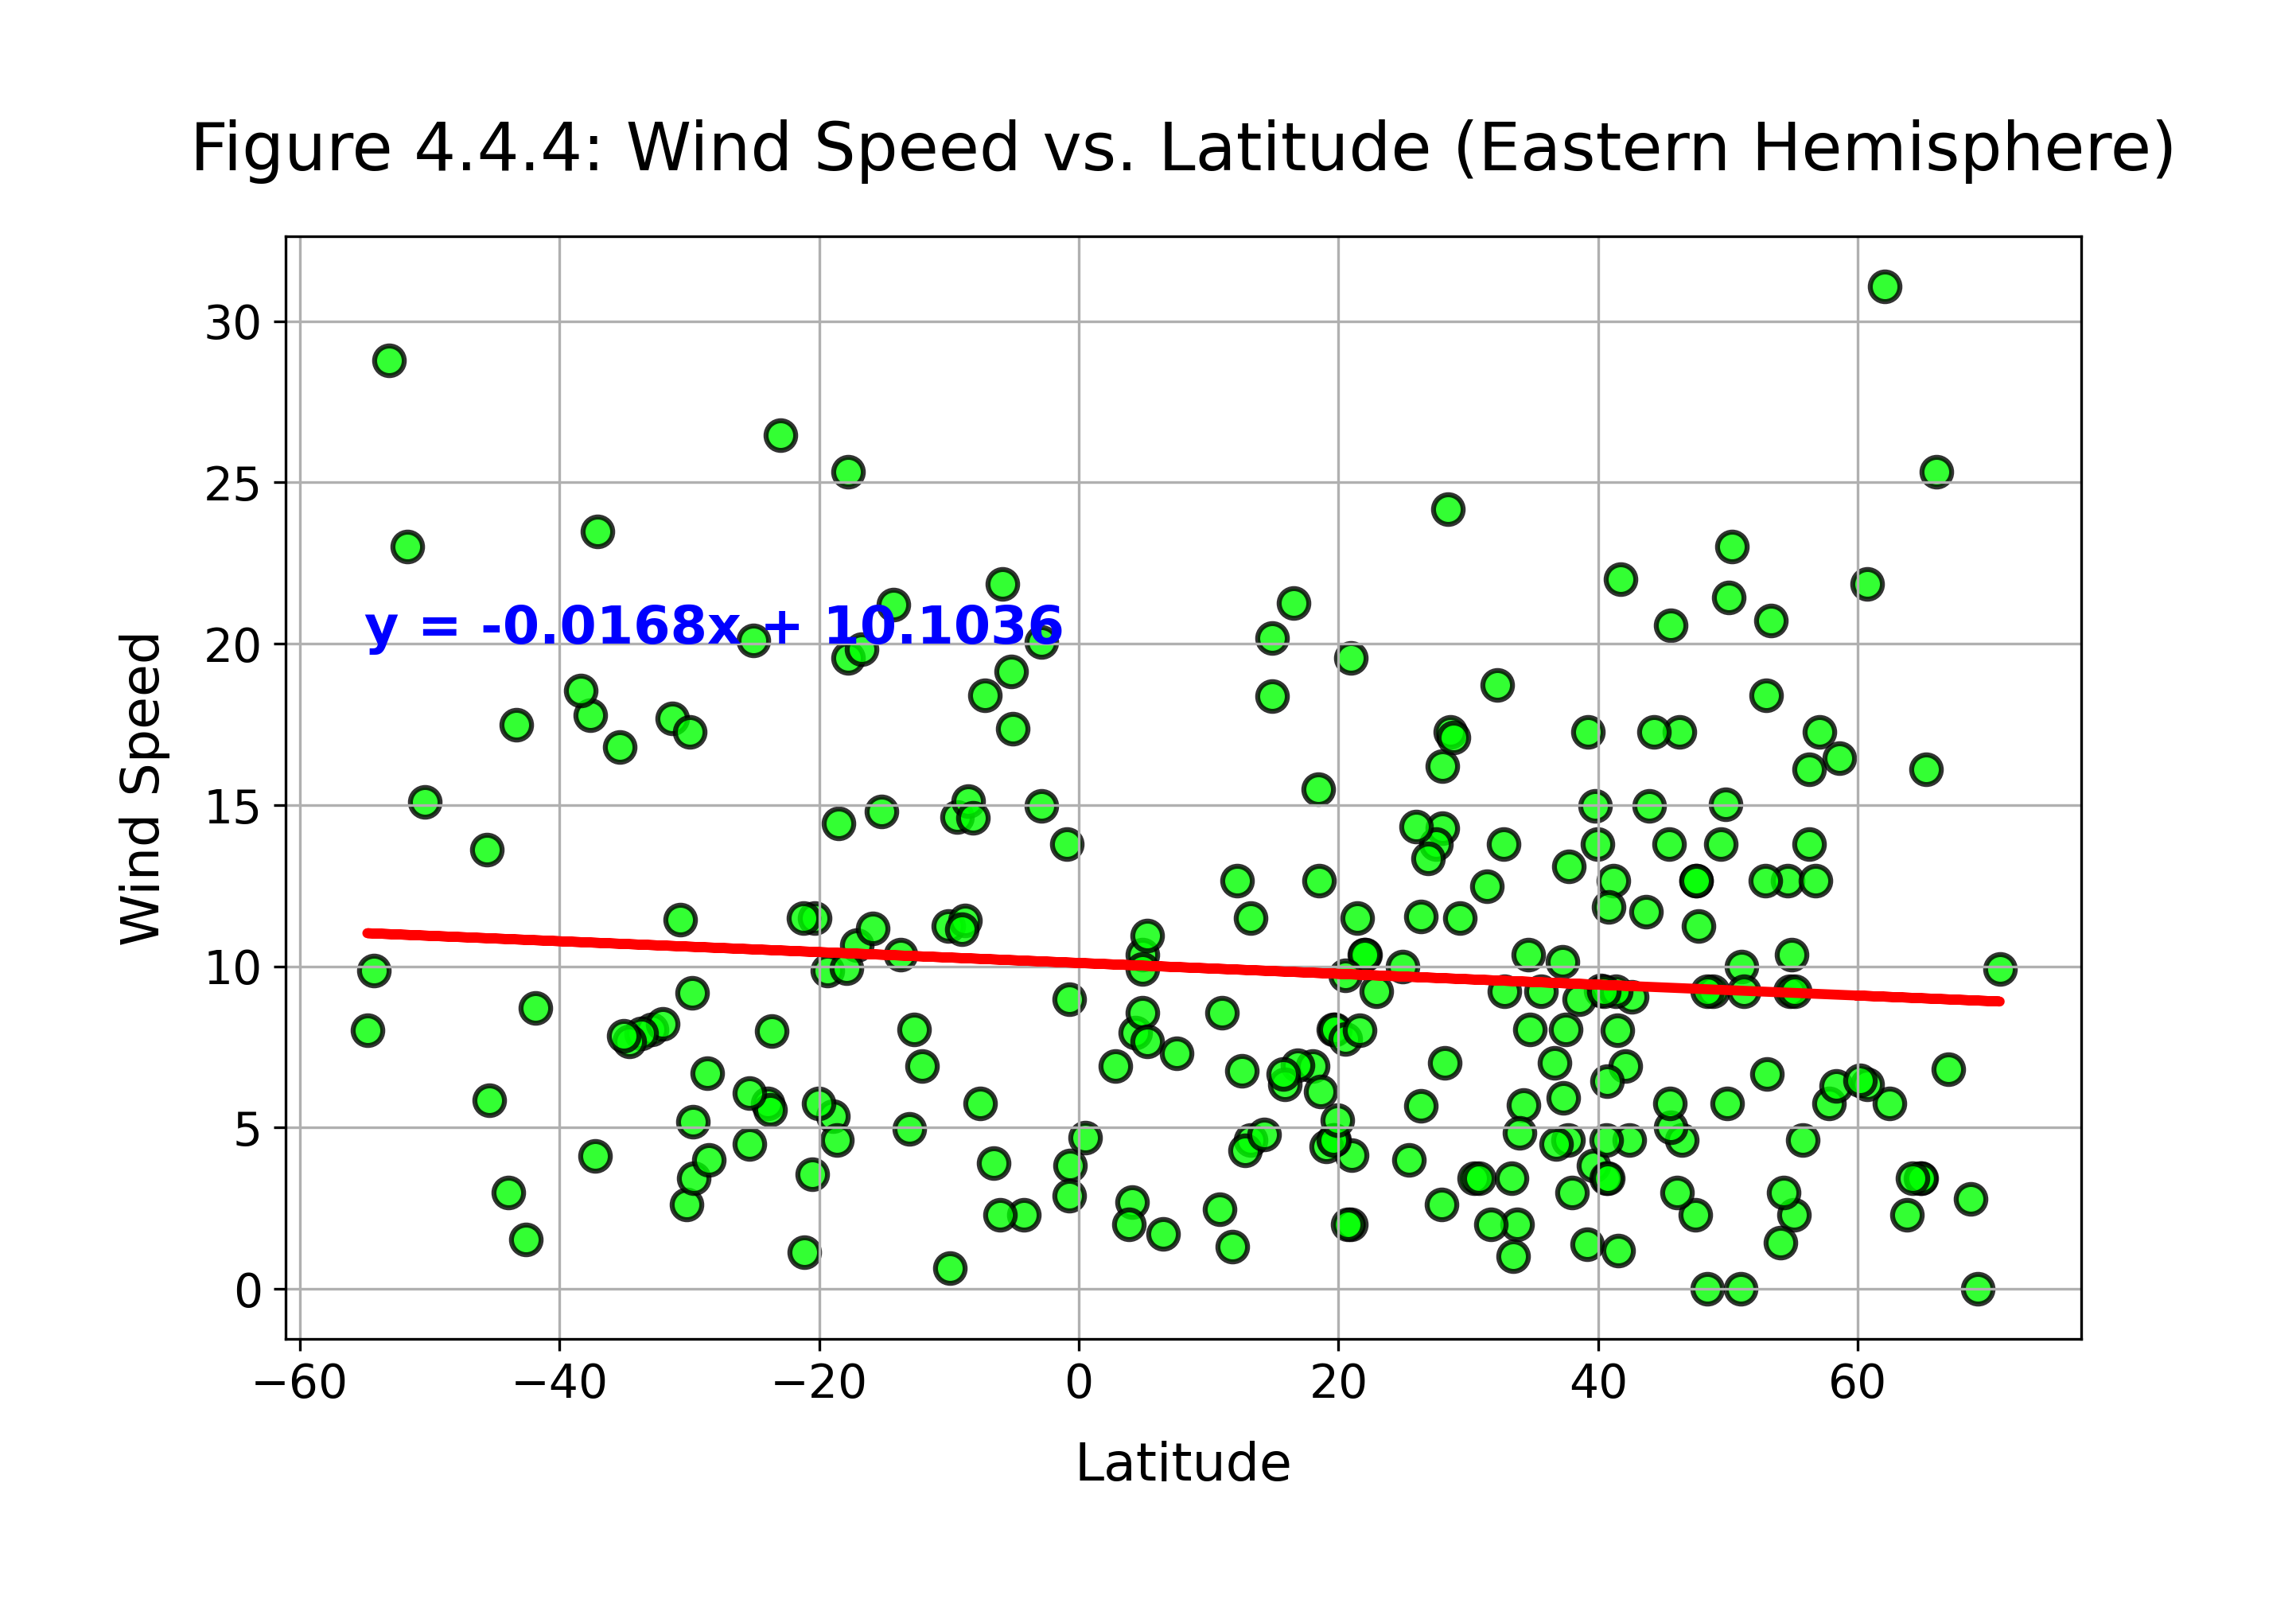 Figure 4.4.4: Wind Speed vs. Latitude (Eastern Hemisphere)
30
25
20
15
10
5
0
Wind Speed
y = -0.0168x + 10.1036
−60 −40 −20 0 20 40 60
Latitude